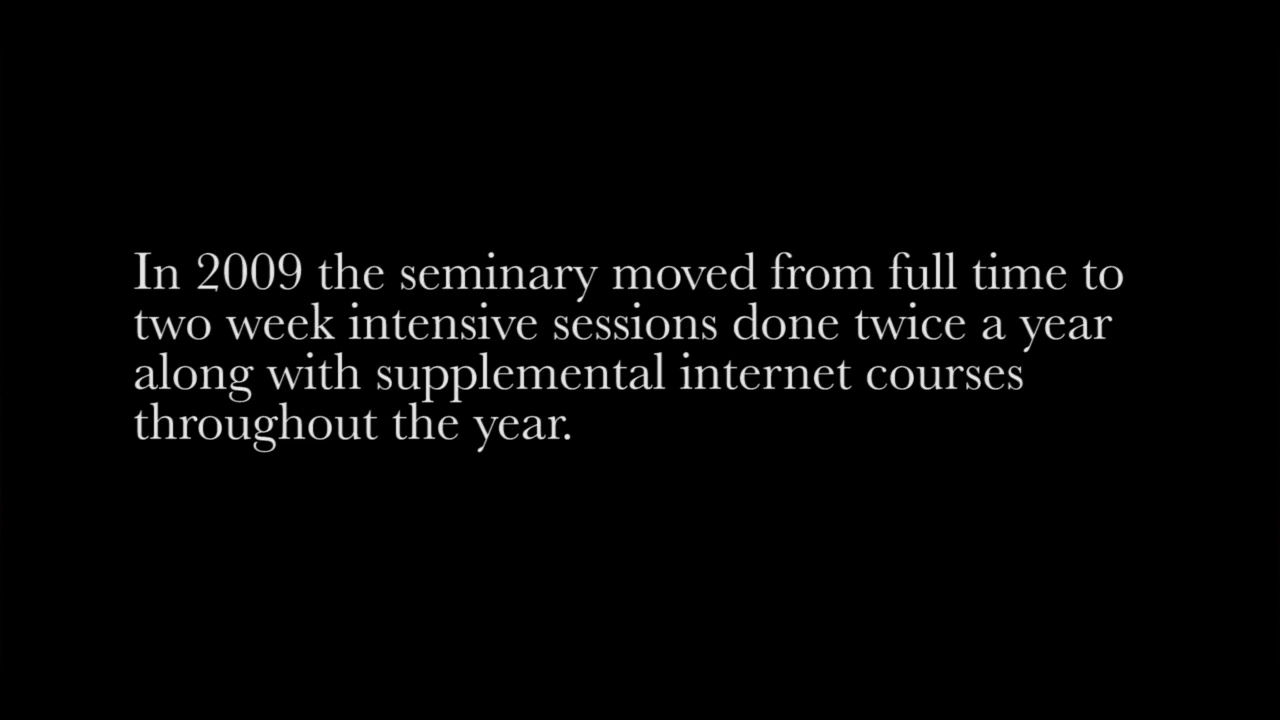 In 2009 the seminary moved from full time to
two week intensive sessions done twice a year
along with supplemental internet courses
throughout the year.